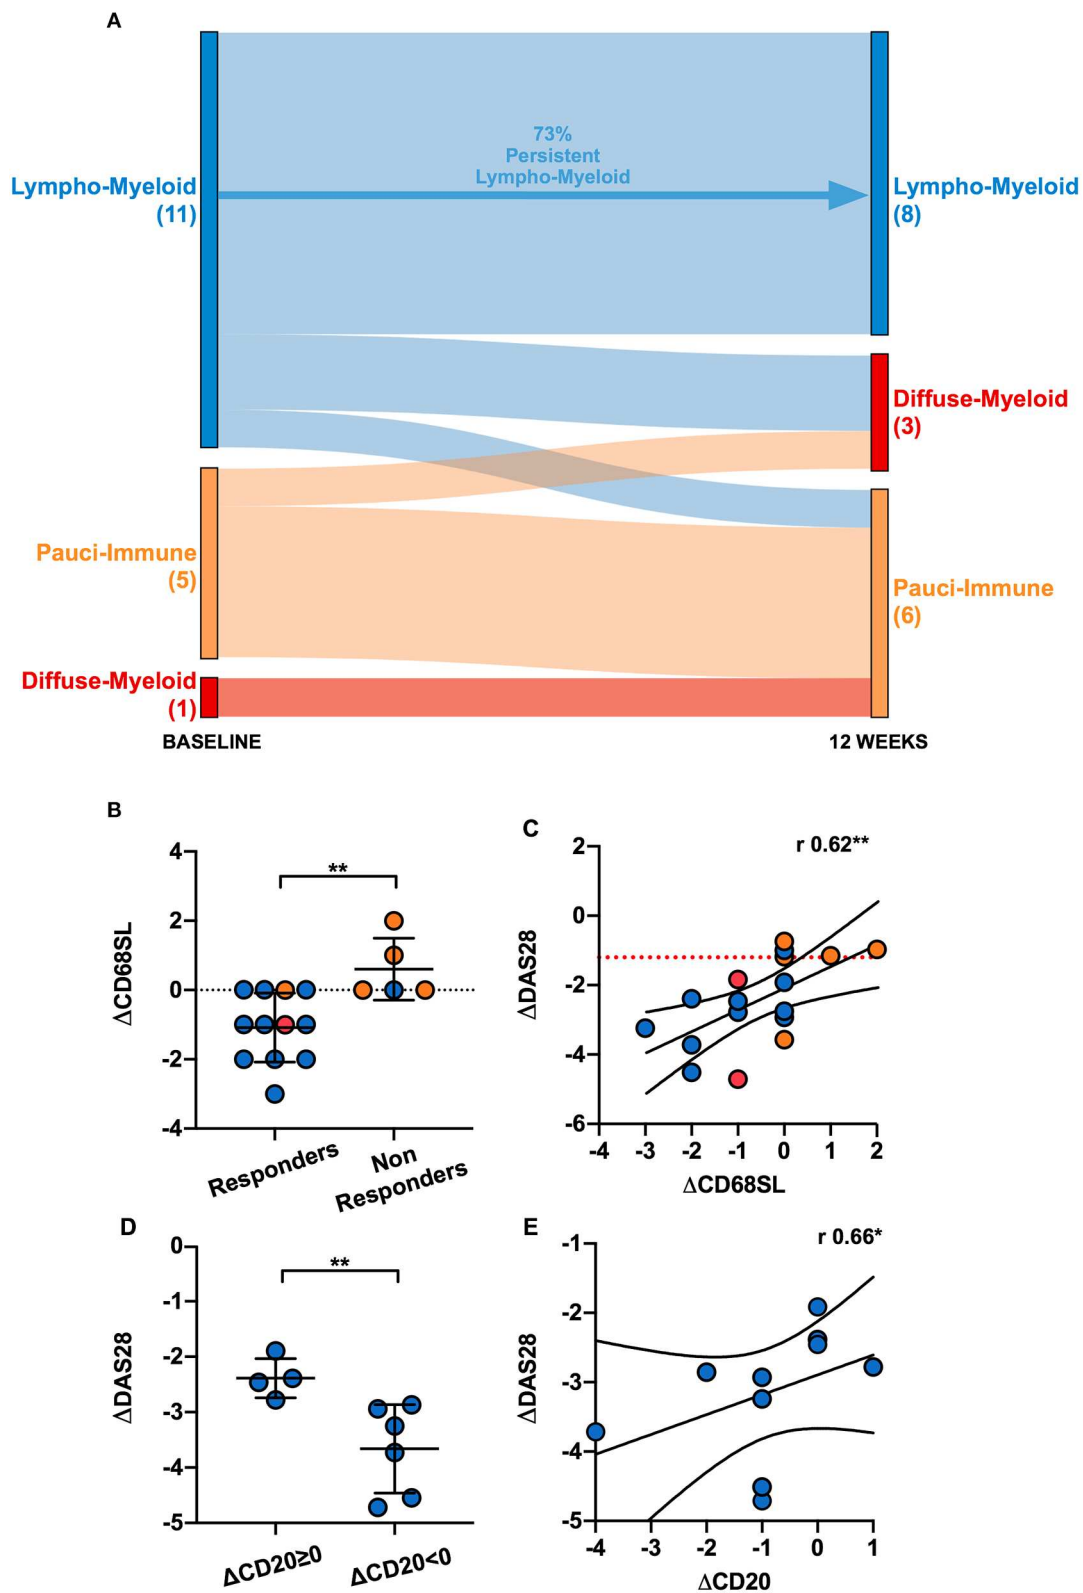 A
73%
Persistent
Lympho-Myeloid
Lympho-Myeloid
(11)
Lympho-Myeloid
(8)
Diffuse-Myeloid
(3)
Pauci-Immune
(5)
Pauci-Immune
(6)
Diffuse-Myeloid
(1)
BASELINE
12 WEEKS
B
ΔCD68SL
4
2
0
-2
-4
**
Responders
Non
Responders
C
r 0.62**
ΔDAS28
2
0
-2
-4
-6
-4 -3 -2 -1 0 1 2
ΔCD68SL
D
ΔDAS28
0
-1
-2
-3
-4
-5
**
ΔCD20≥0
ΔCD20<0
E
r 0.66*
ΔDAS28
-1
-2
-3
-4
-5
-4 -3 -2 -1 0 1
ΔCD20